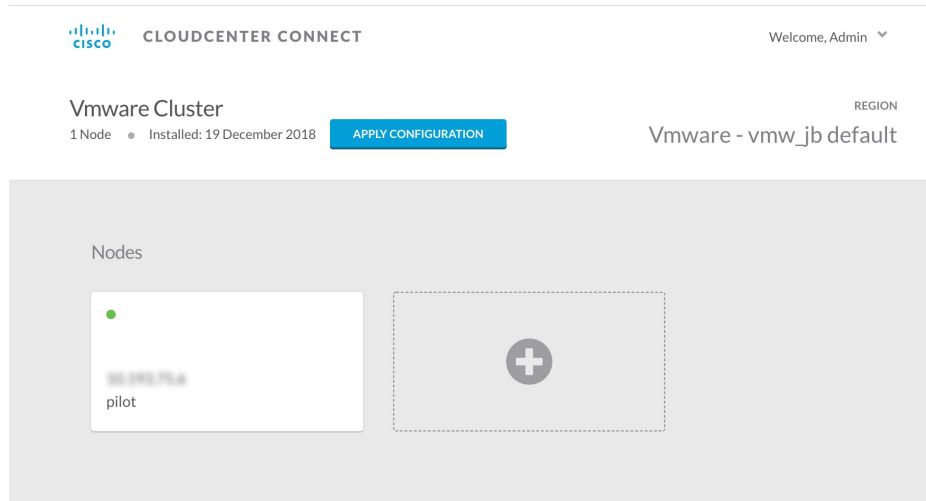 CISCO
CLOUDCENTER CONNECT
Welcome, Admin
Vmware Cluster
1 Node
Installed: 19 December 2018
APPLY CONFIGURATION
REGION
Vmware - vmw_jb default
Nodes
pilot